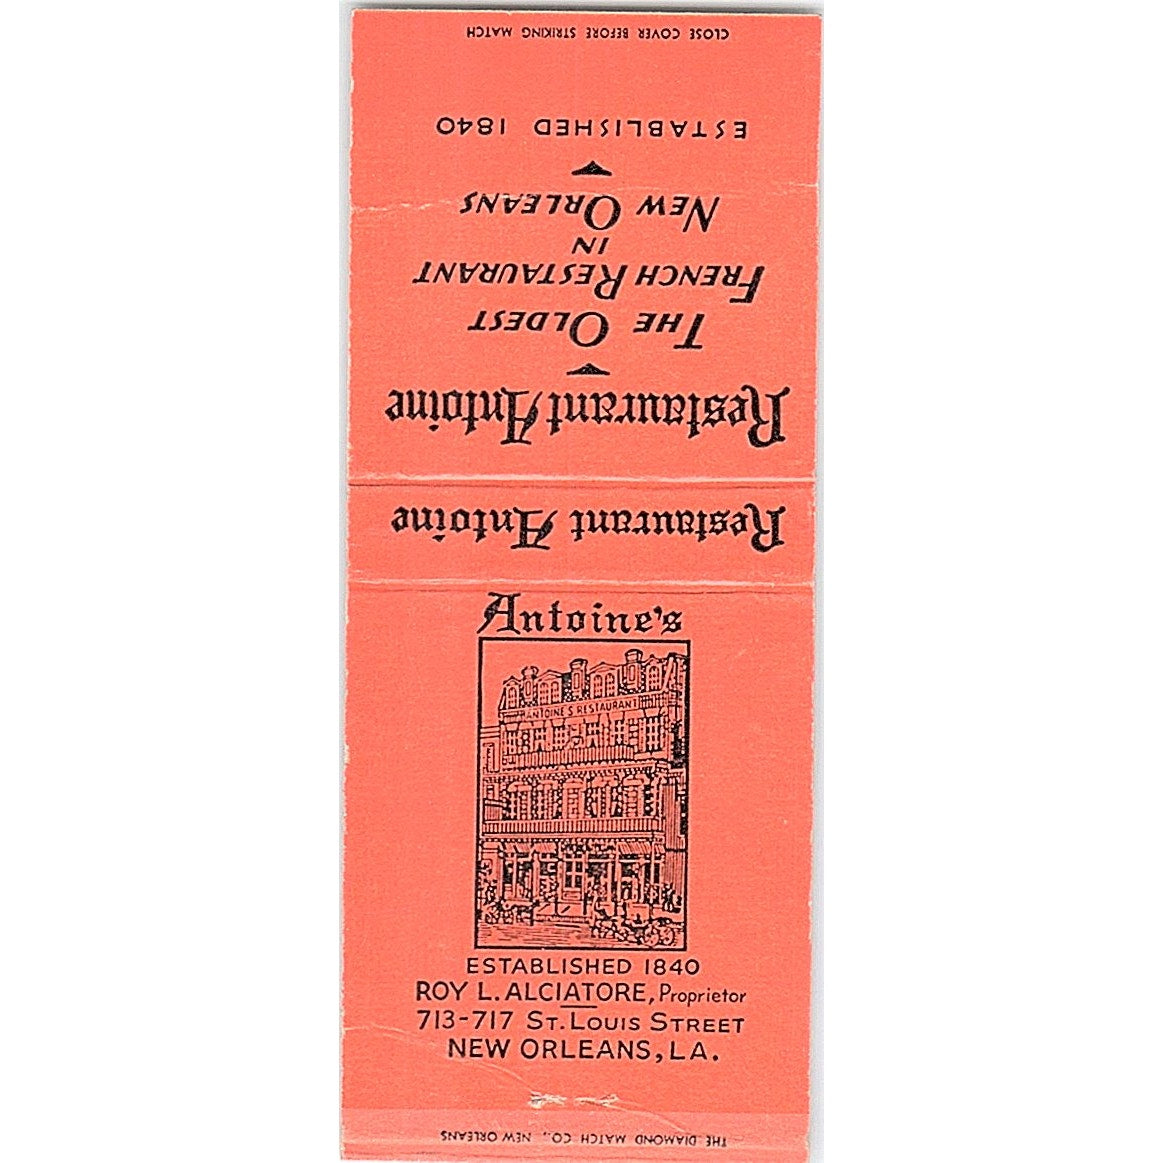 CLOSE COVER BEFORE STRIKING MATCH
ESTABLISHED 1840
NEW ORLEANS
IN
FRENCH RESTAURANT
THE OLDEST
Restaurant Antoine
Restaurant Antoine
Antoine's
ANTOINE'S RESTAURANT
ESTABLISHED 1840
ROY L. ALCIATORE, Proprietor
713-717 ST. LOUIS STREET
NEW ORLEANS, LA.
THE DIAMOND MATCH CO., NEW ORLEANS